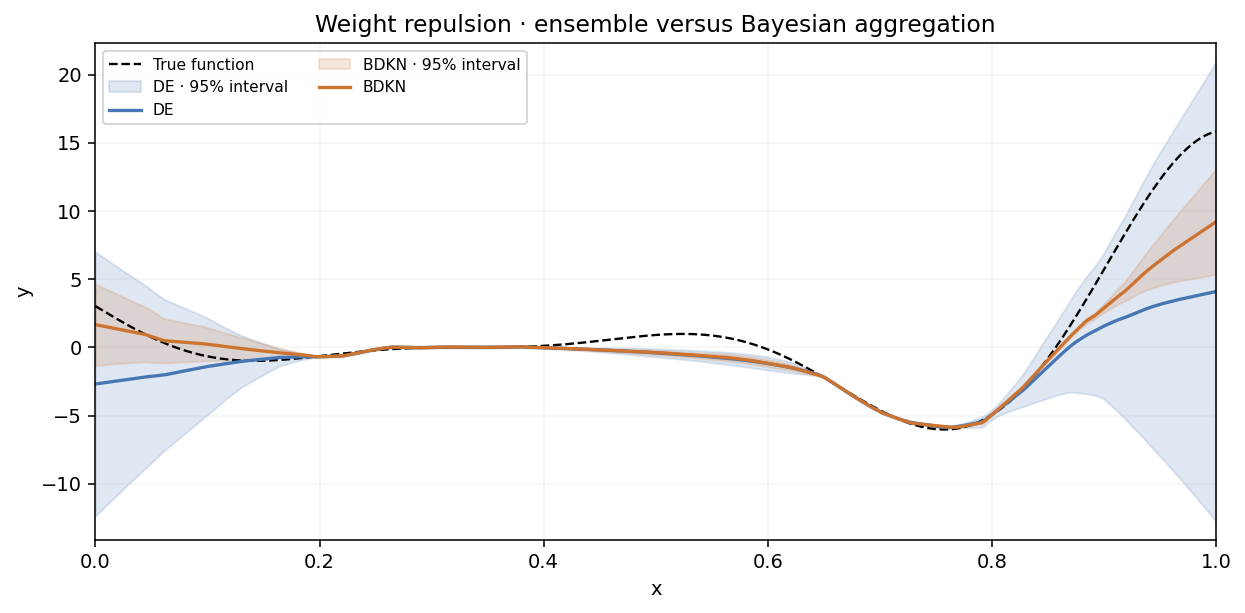 Weight repulsion · ensemble versus Bayesian aggregation
True function
DE · 95% interval
DE
BDKN · 95% interval
BDKN
y
20
15
10
5
0
−5
−10
0.0 0.2 0.4 0.6 0.8 1.0
x